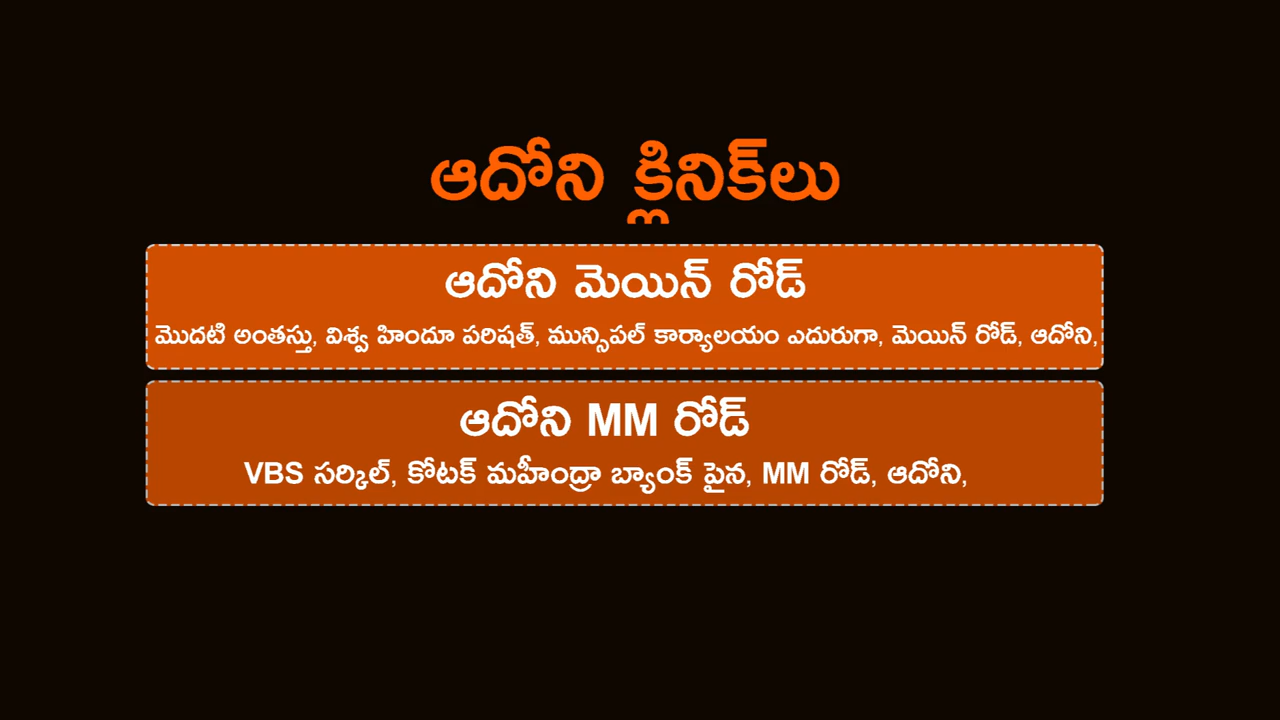 ఆదోని క్లినిక్‌లు
ఆదోని మెయిన్ రోడ్
మొదటి అంతస్తు, విశ్వ హిందూ పరిషత్, మున్సిపల్ కార్యాలయం ఎదురుగా, మెయిన్ రోడ్, ఆదోని,
ఆదోని MM రోడ్
VBS సర్కిల్, కోటక్ మహీంద్రా బ్యాంక్ పైన, MM రోడ్, ఆదోని,